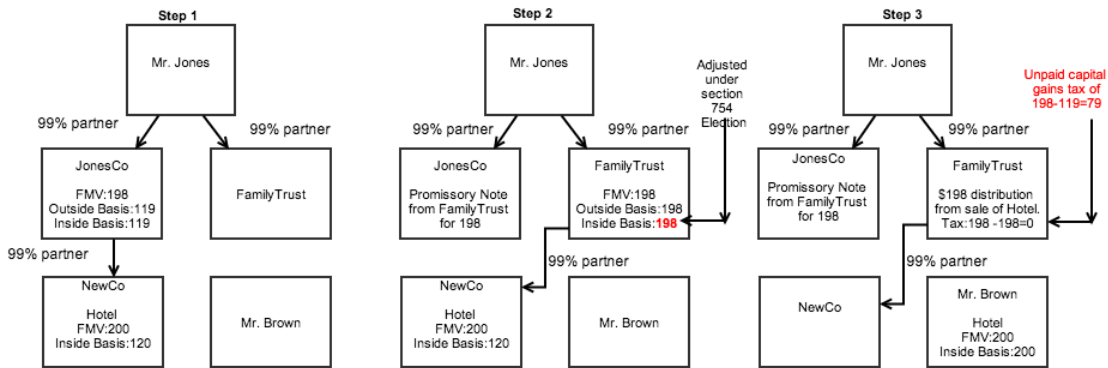 Step 1
Mr. Jones
99% partner
99% partner
JonesCo
FMV:198
Outside Basis:119
Inside Basis:119
FamilyTrust
99% partner
NewCo
Hotel
FMV:200
Inside Basis:120
Mr. Brown
Step 2
Mr. Jones
Adjusted
under
section
754
Election
99% partner
99% partner
JonesCo
Promissory Note
from FamilyTrust
for 198
FamilyTrust
FMV:198
Outside Basis:198
Inside Basis:198
99% partner
NewCo
Hotel
FMV:200
Inside Basis:120
Mr. Brown
Step 3
Mr. Jones
Unpaid capital
gains tax of
198-119=79
99% partner
99% partner
JonesCo
Promissory Note
from FamilyTrust
for 198
FamilyTrust
$198 distribution
from sale of Hotel.
Tax:198 -198=0
99% partner
NewCo
Mr. Brown
Hotel
FMV:200
Inside Basis:200